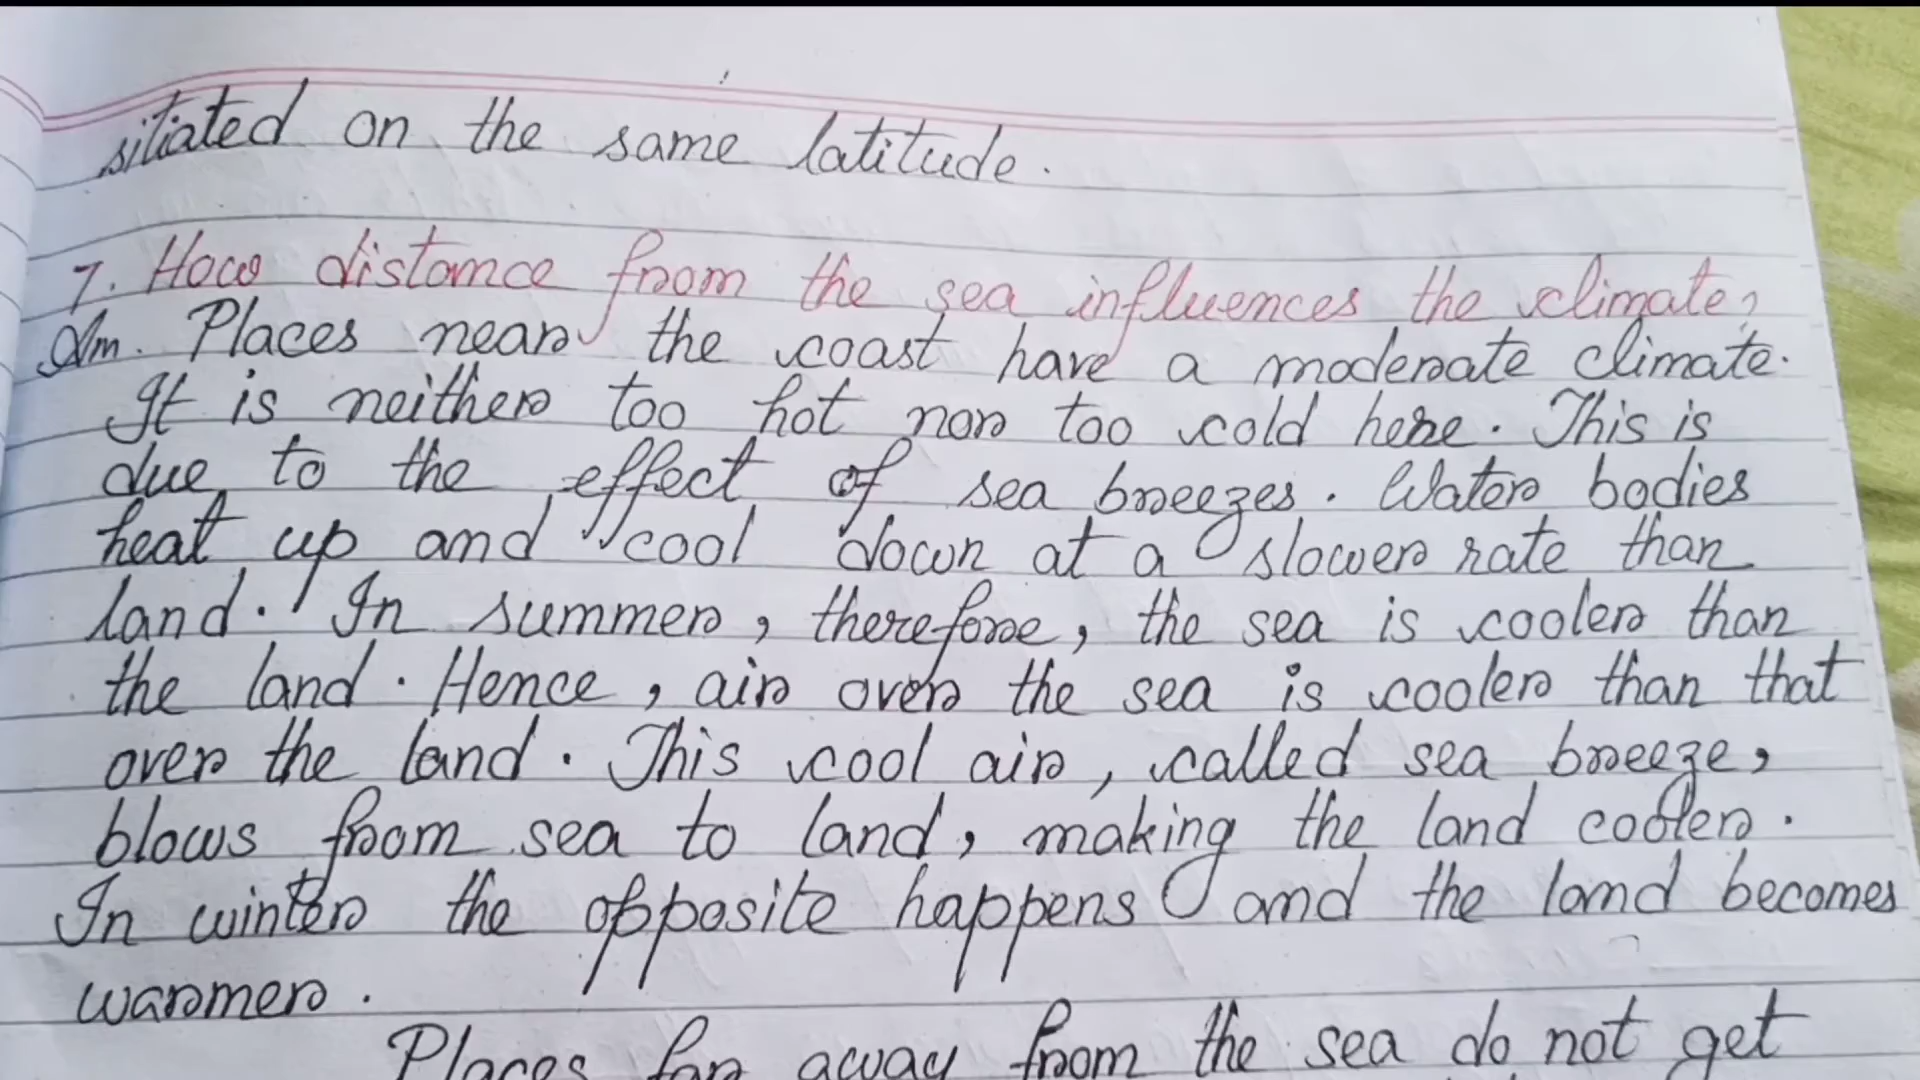 sitiated on the same latitude.
7. How distance from the sea influences the climate?
Ans. Places near the coast have a moderate climate.
It is neither too hot nor too cold here. This is
due to the effect of sea breezes. Water bodies
heat up and cool down at a slower rate than
land. In summer, therefore, the sea is cooler than
the land. Hence, air over the sea is cooler than that
over the land. This cool air, called sea breeze,
blows from sea to land, making the land cooler.
In winter the opposite happens and the land becomes
warmer.
Places far away from the sea do not get